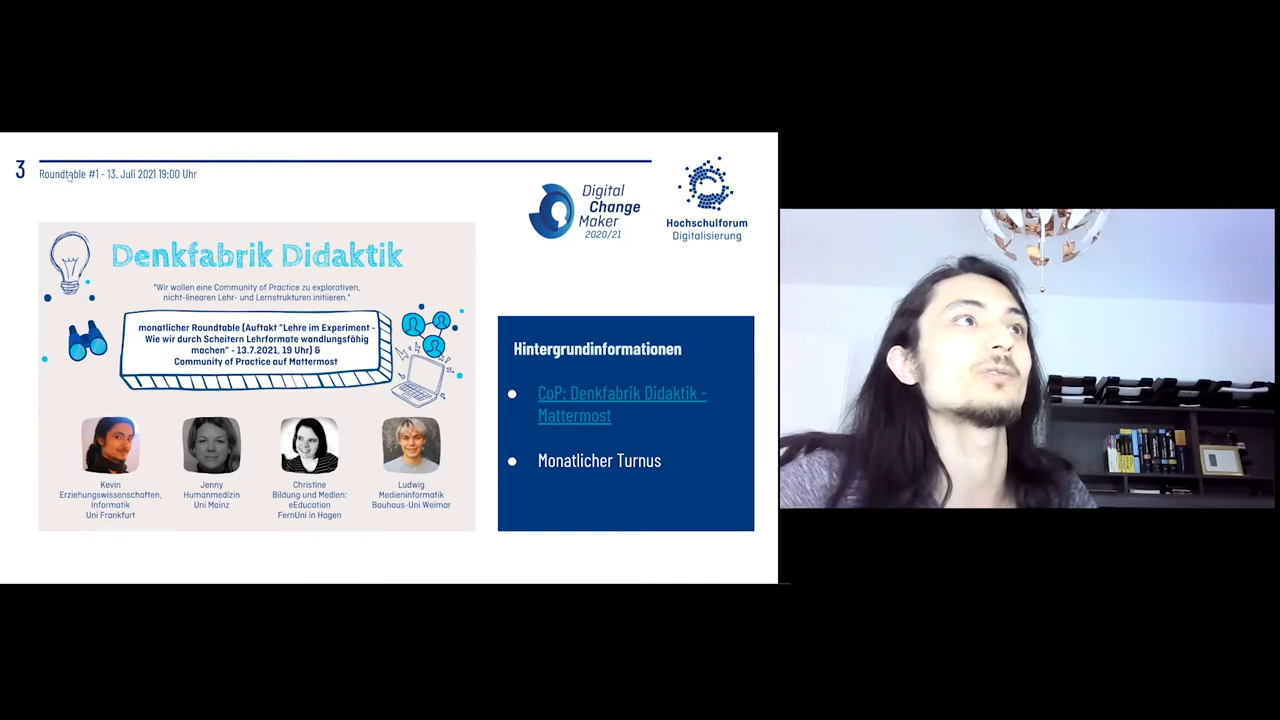 3
Roundtable #1 - 13. Juli 2021 19:00 Uhr
Digital
Change
Maker
2020/21
Hochschulforum
Digitalisierung
Denkfabrik Didaktik
"Wir wollen eine Community of Practice zu explorativen,
nicht-linearen Lehr- und Lernstrukturen initiieren."
monatlicher Roundtable (Auftakt "Lehre im Experiment -
Wie wir durch Scheitern Lehrformate wandlungsfähig
machen" - 13.7.2021, 19 Uhr) &
Community of Practice auf Mattermost
Kevin
Erziehungswissenschaften,
Informatik
Uni Frankfurt
Jenny
Humanmedizin
Uni Mainz
Christine
Bildung und Medien:
eEducation
FernUni in Hagen
Ludwig
Medieninformatik
Bauhaus-Uni Weimar
Hintergrundinformationen
● CoP: Denkfabrik Didaktik -
Mattermost
● Monatlicher Turnus